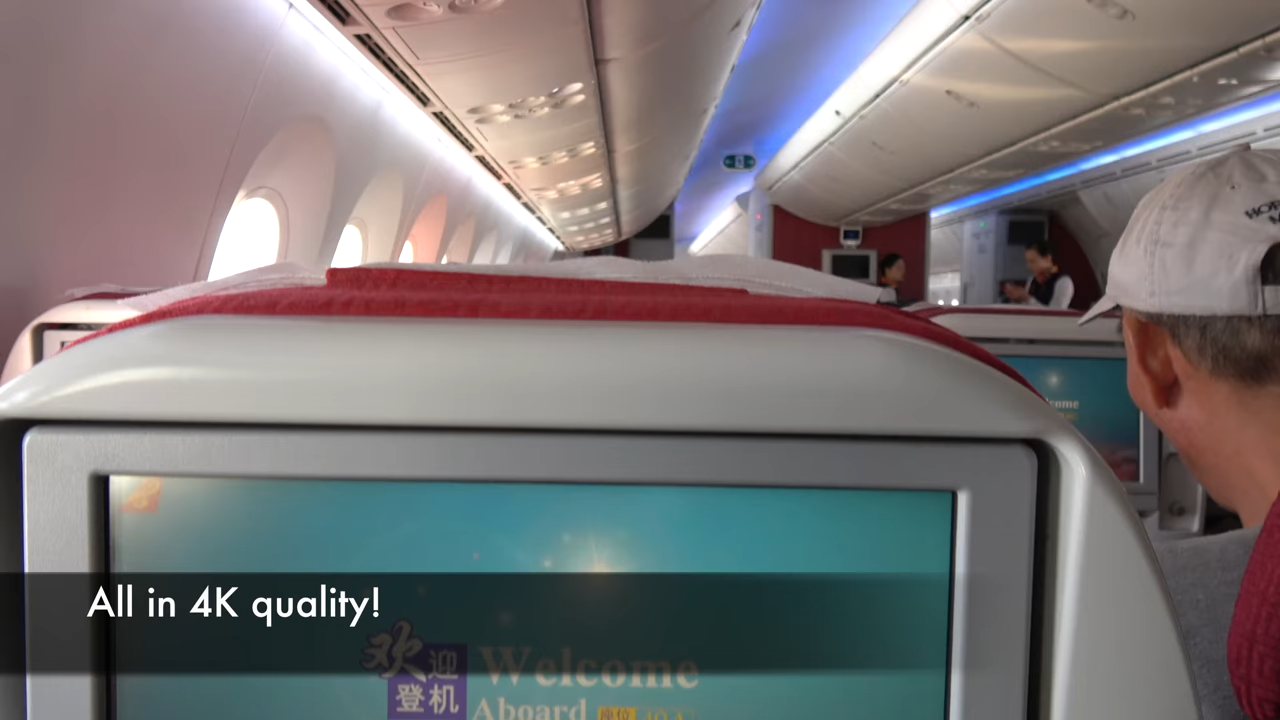 All in 4K quality!
欢迎
登机
Welcome
Aboard